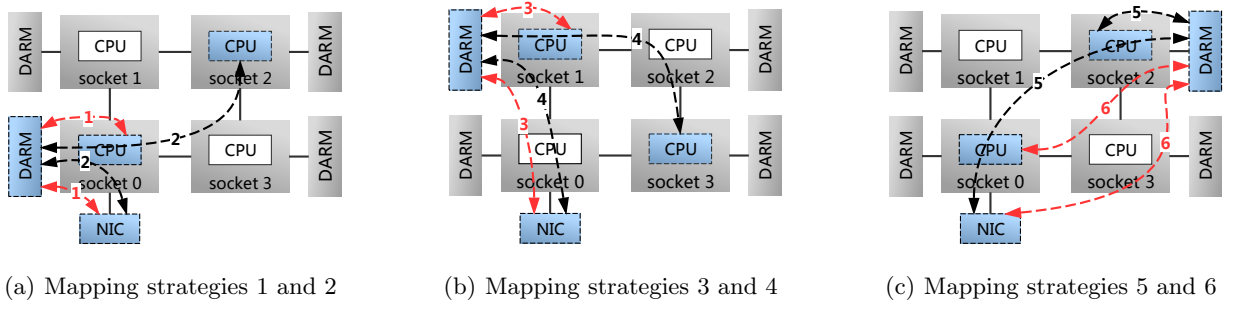 DARM CPU socket 1 CPU socket 2 DARM
1
2
DARM CPU socket 0 CPU socket 3 DARM
2
1
NIC
(a) Mapping strategies 1 and 2
3
DARM CPU socket 1 4 CPU socket 2 DARM
4
3
DARM CPU socket 0 CPU socket 3 DARM
NIC
(b) Mapping strategies 3 and 4
5
DARM CPU socket 1 CPU socket 2 DARM
5
6
DARM CPU socket 0 CPU socket 3 DARM
6
NIC
(c) Mapping strategies 5 and 6